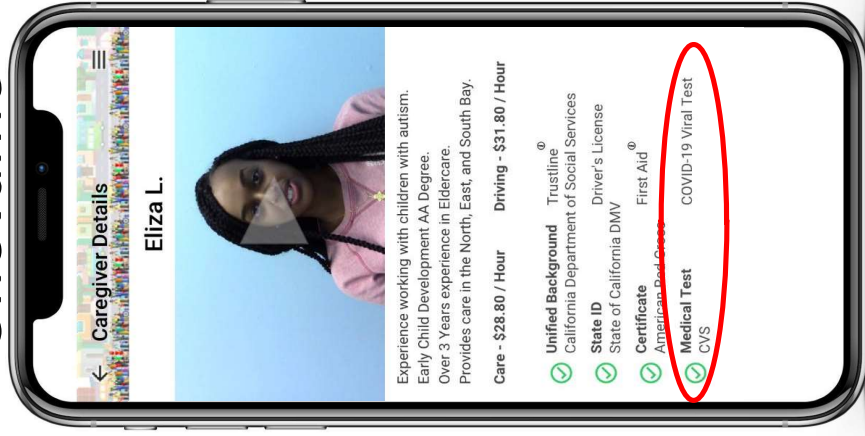 Caregiver Details
Eliza L.
Experience working with children with autism.
Early Child Development AA Degree.
Over 3 Years experience in Eldercare.
Provides care in the North, East, and South Bay.
Care - $28.80 / Hour Driving - $31.80 / Hour
Unified Background Trustline
California Department of Social Services
State ID Driver's License
State of California DMV
Certificate First Aid
American Red Cross
Medical Test COVID-19 Viral Test
CVS